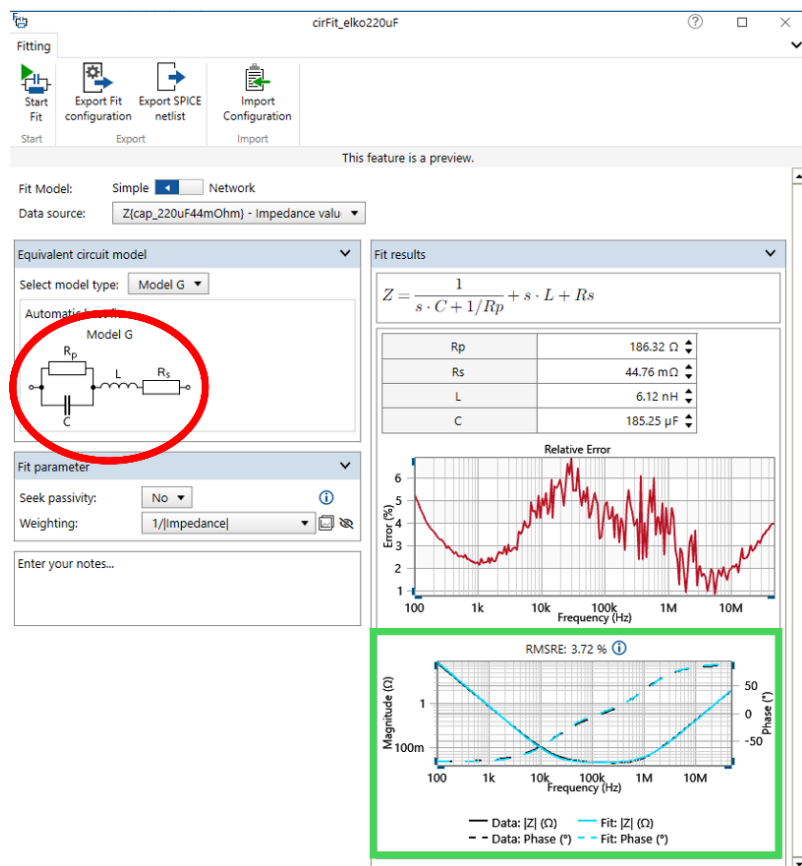 cirFit_elko220uF
Fitting
Start Fit
Export Fit configuration
Export SPICE netlist
Import Configuration
Start
Export
Import
This feature is a preview.
Fit Model: Simple Network
Data source: Z{cap_220uF44mOhm} - Impedance valu
Equivalent circuit model
Select model type: Model G
Model G
Rp
L
Rs
C
Fit parameter
Seek passivity: No
Weighting: 1/|Impedance|
Enter your notes...
Fit results
Z = 1 / (s · C + 1/Rp) + s · L + Rs
Rp 186.32 Ω
Rs 44.76 mΩ
L 6.12 nH
C 185.25 µF
Relative Error
Error (%)
6
5
4
3
2
1
100 1k 10k 100k 1M 10M
Frequency (Hz)
RMSRE: 3.72 %
Magnitude (Ω)
1
100m
Phase (°)
50
0
-50
100 1k 10k 100k 1M 10M
Frequency (Hz)
Data: |Z| (Ω) Fit: |Z| (Ω)
Data: Phase (°) Fit: Phase (°)